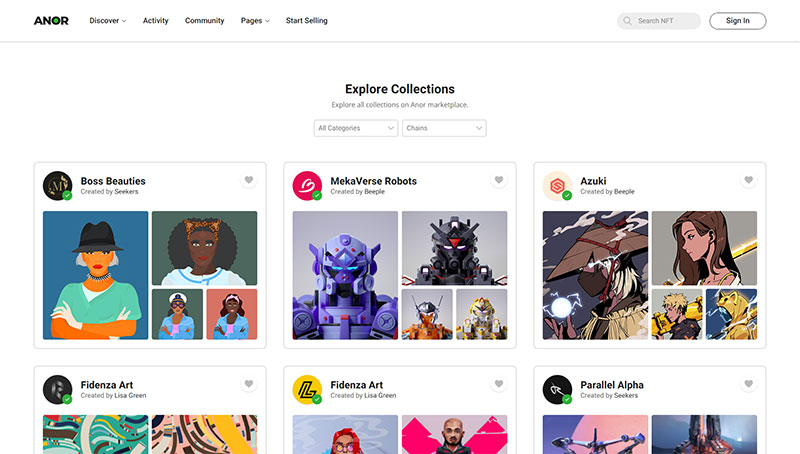 ANOR
Discover
Activity
Community
Pages
Start Selling
Search NFT
Sign In
Explore Collections
Explore all collections on Anor marketplace.
All Categories
Chains
Boss Beauties
Created by Seekers
MekaVerse Robots
Created by Beeple
Azuki
Created by Beeple
Fidenza Art
Created by Lisa Green
Fidenza Art
Created by Lisa Green
Parallel Alpha
Created by Seekers